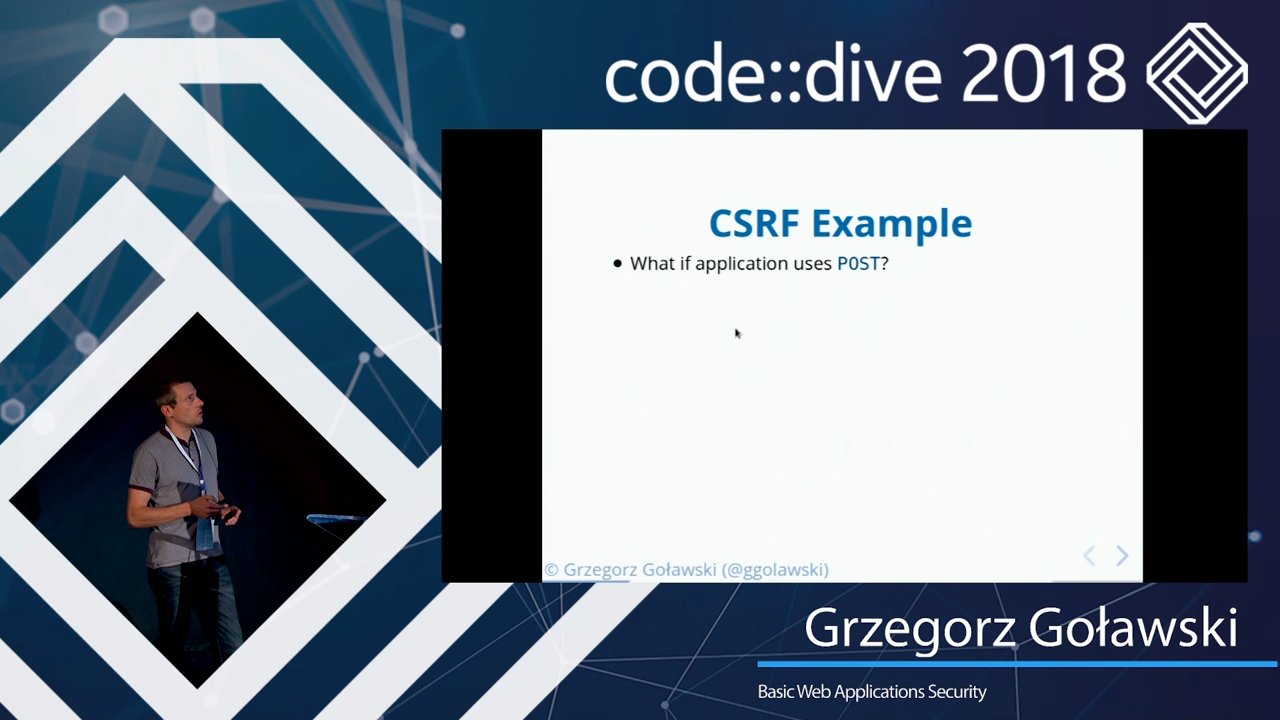 code::dive 2018
CSRF Example
• What if application uses POST?
© Grzegorz Goławski (@ggolawski)
Grzegorz Goławski
Basic Web Applications Security